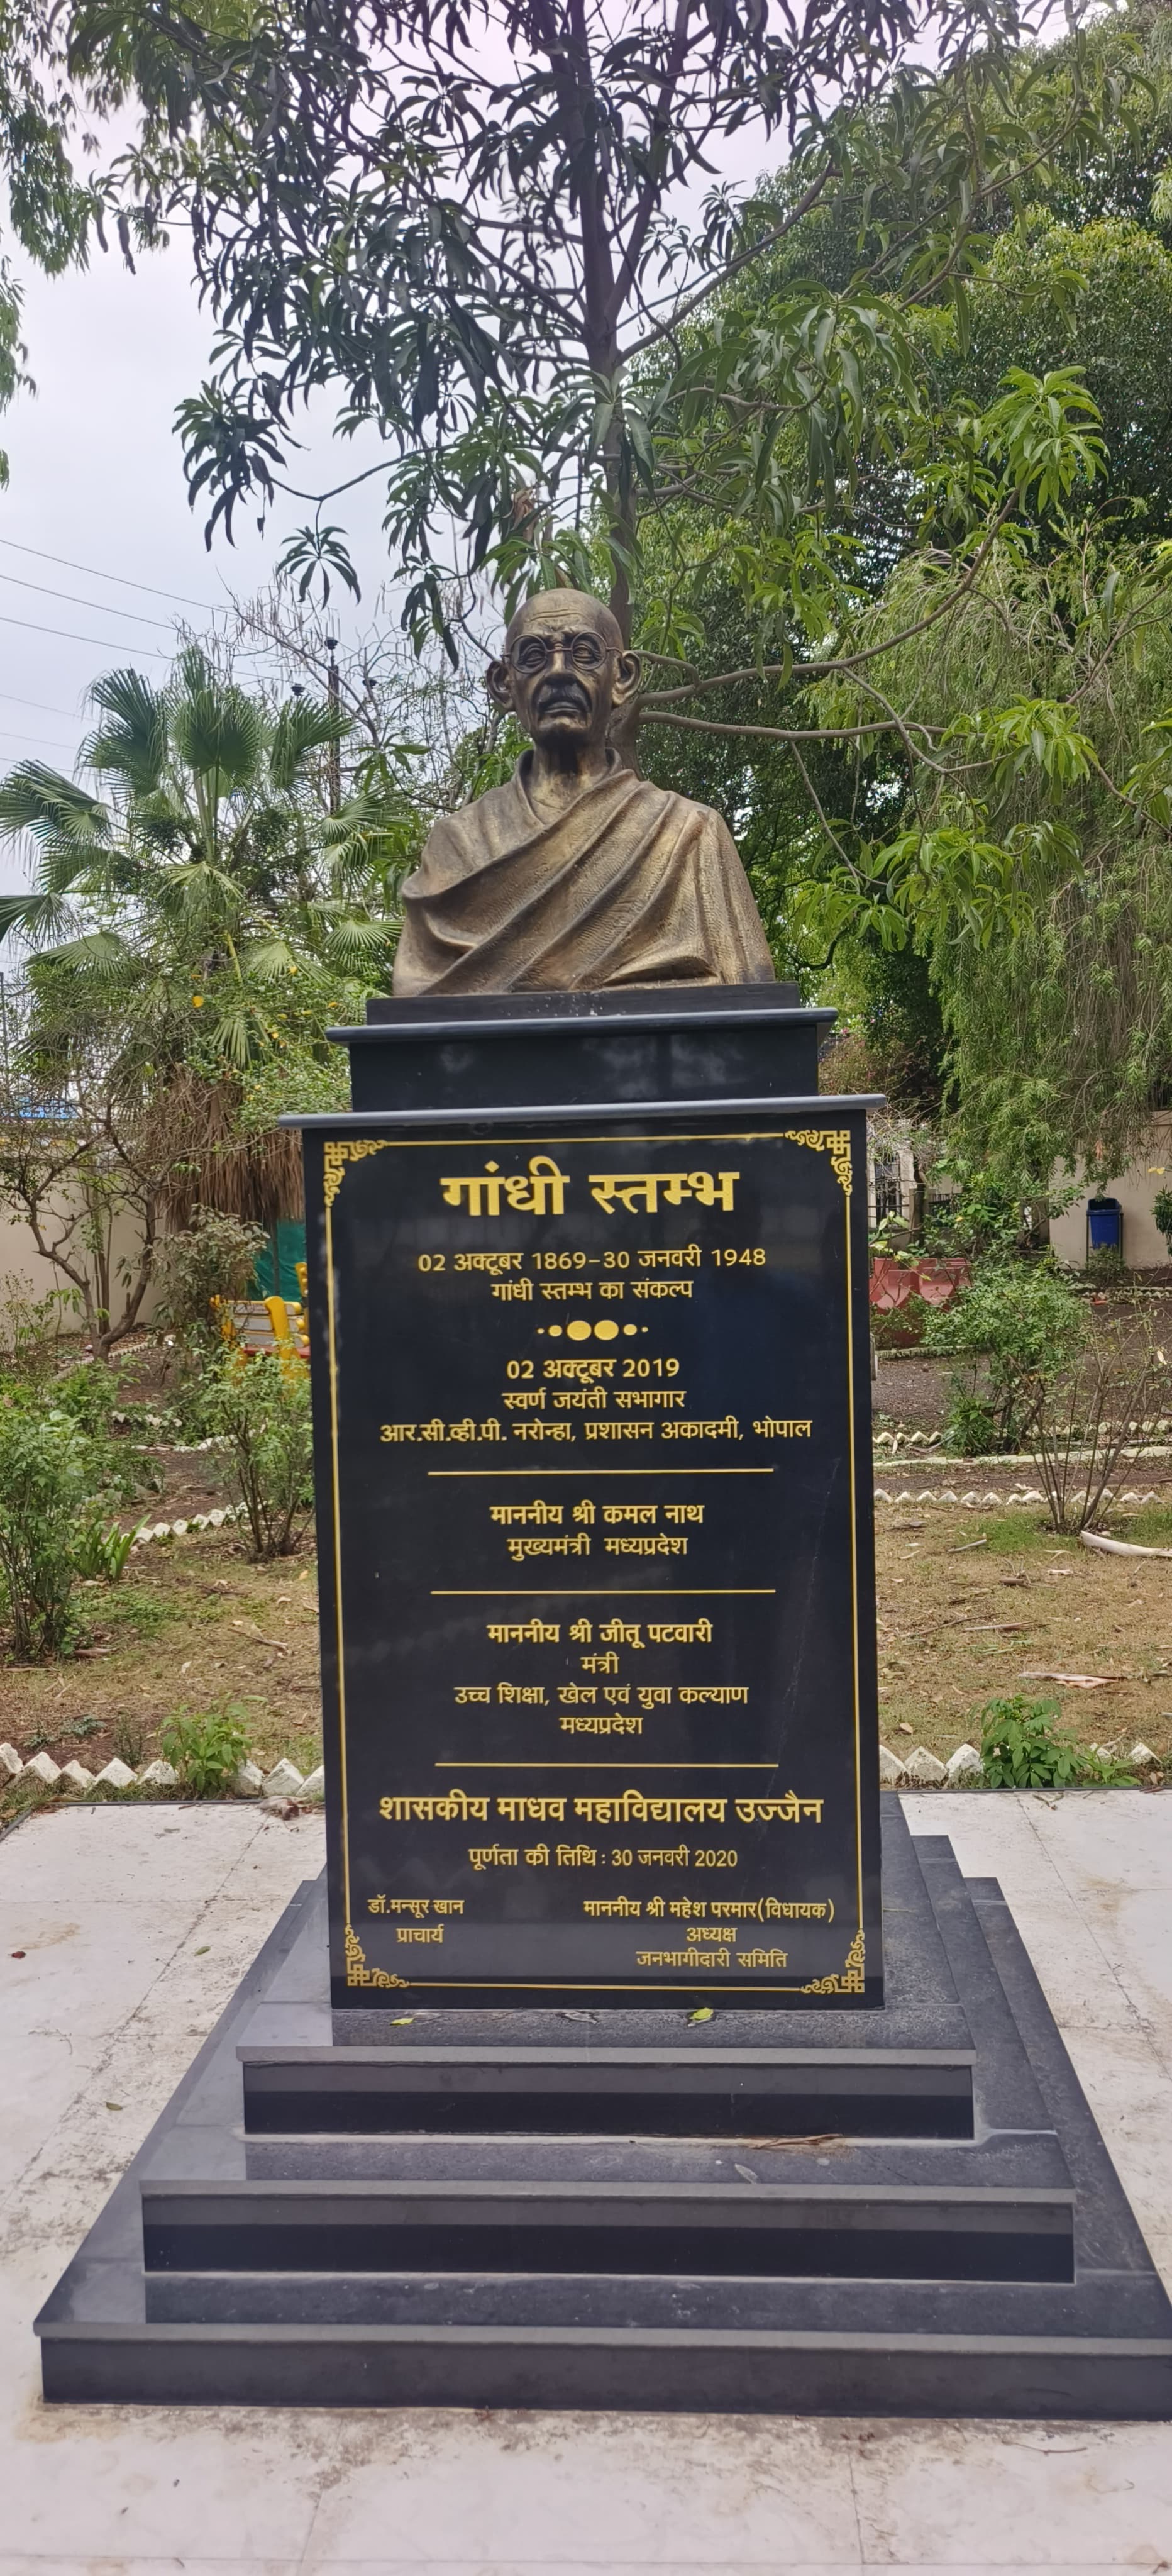 गांधी स्तम्भ
02 अक्टूबर 1869-30 जनवरी 1948
गांधी स्तम्भ का संकल्प
02 अक्टूबर 2019
स्वर्ण जयंती सभागार
आर.सी.व्ही.पी. नरोन्हा, प्रशासन अकादमी, भोपाल
माननीय श्री कमल नाथ
मुख्यमंत्री मध्यप्रदेश
माननीय श्री जीतू पटवारी
मंत्री
उच्च शिक्षा, खेल एवं युवा कल्याण
मध्यप्रदेश
शासकीय माधव महाविद्यालय उज्जैन
पूर्णता की तिथि : 30 जनवरी 2020
डॉ.मन्सूर खान
प्राचार्य
माननीय श्री महेश परमार(विधायक)
अध्यक्ष
जनभागीदारी समिति